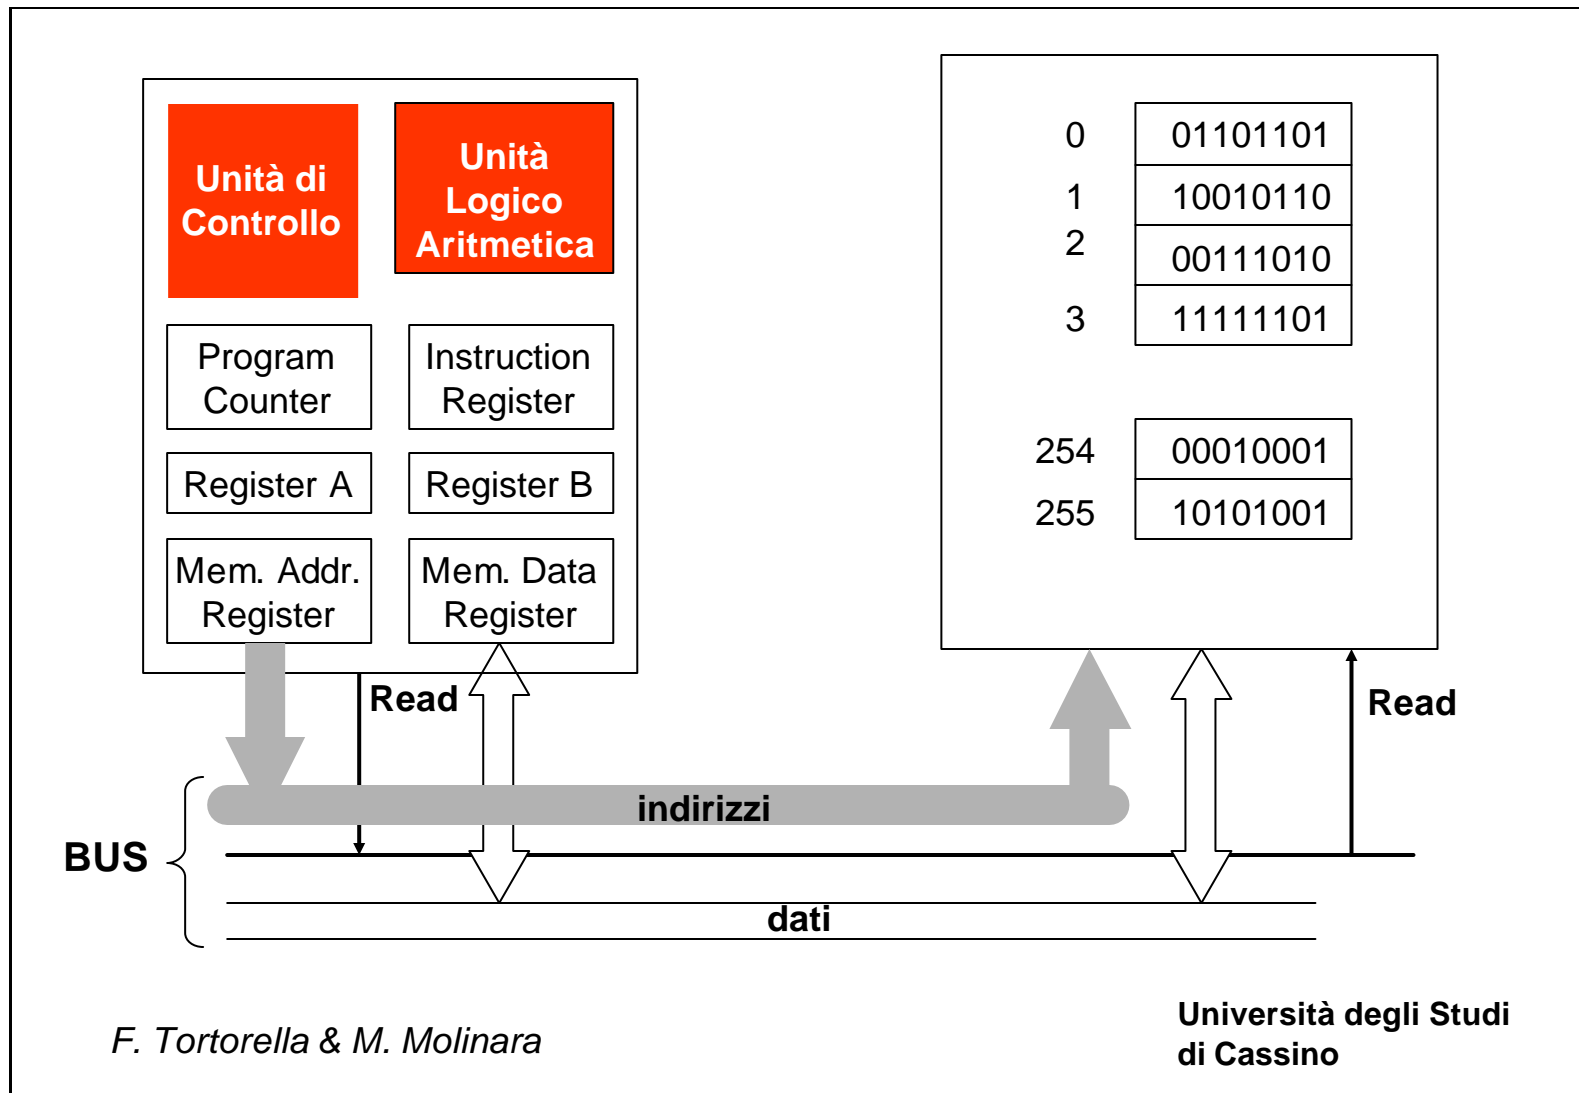 Unità di
Controllo
Unità
Logico
Aritmetica
Program
Counter
Instruction
Register
Register A
Register B
Mem. Addr.
Register
Mem. Data
Register
0 01101101
1 10010110
2 00111010
3 11111101
254 00010001
255 10101001
Read
Read
indirizzi
BUS
dati
F. Tortorella & M. Molinara
Università degli Studi
di Cassino